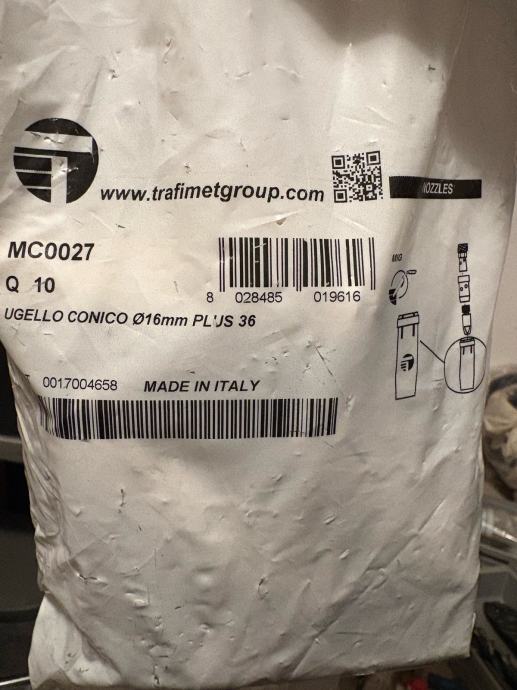 www.trafimetgroup.com
NOZZLES
MC0027
Q 10
8 028485 019616
MIG
UGELLO CONICO Ø16mm PLUS 36
0017004658 MADE IN ITALY